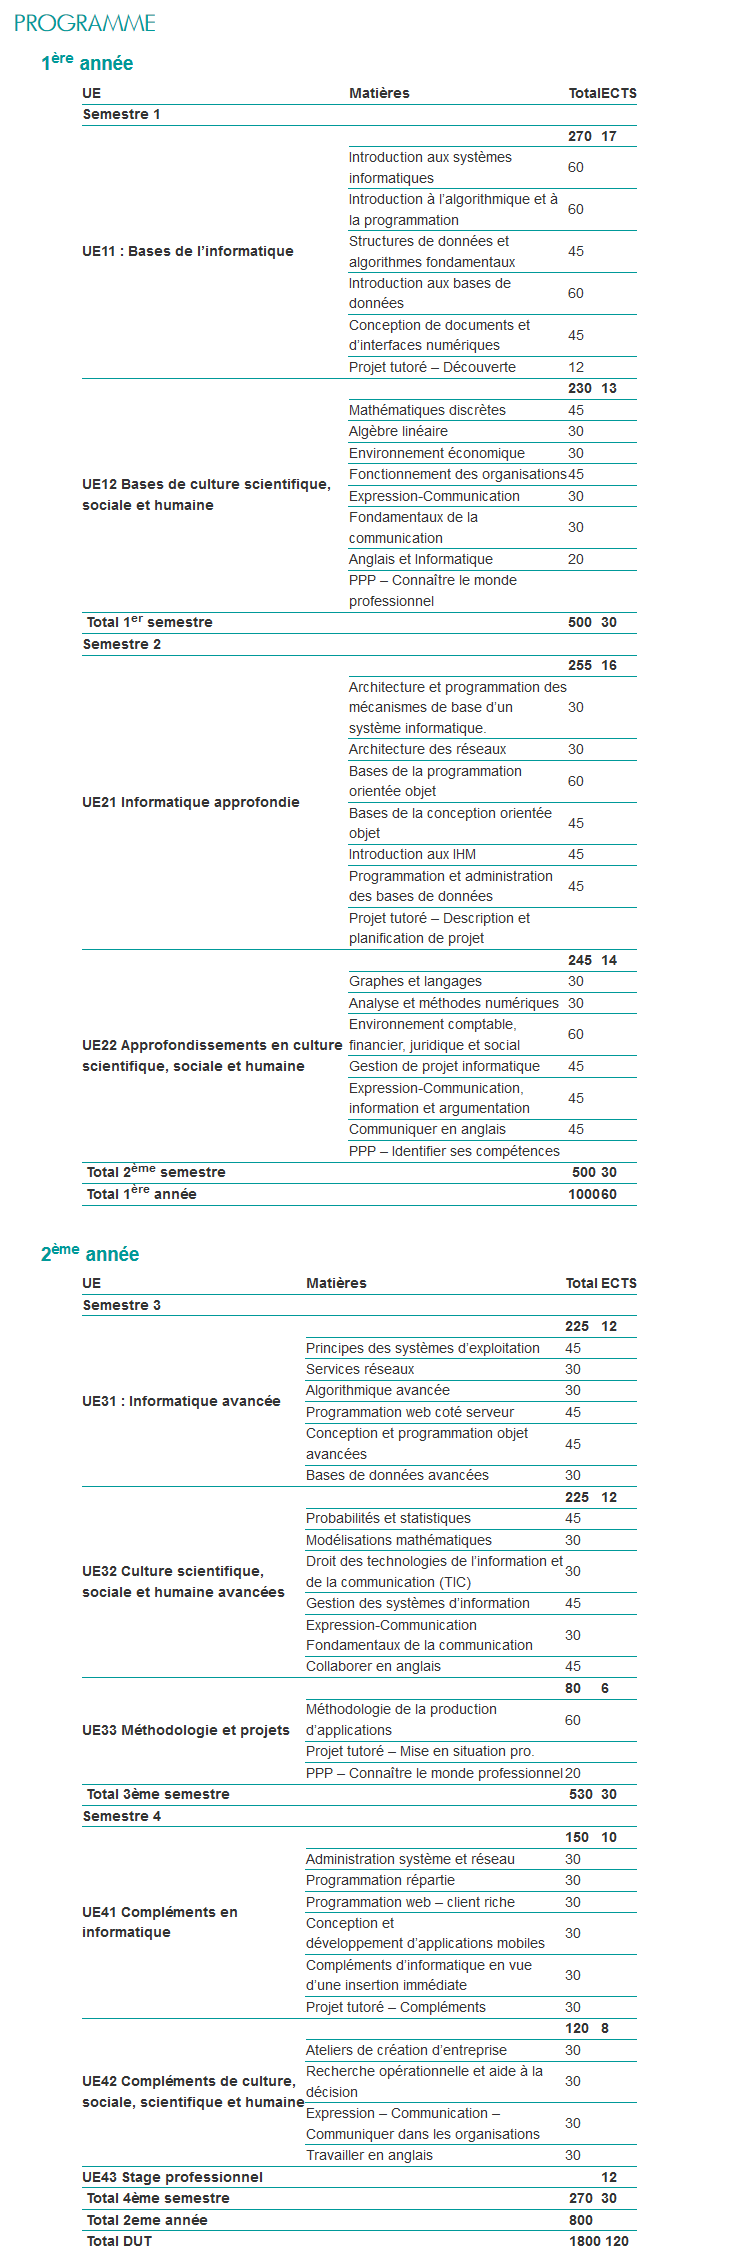 PROGRAMME
1ère année
UE Matières Total ECTS
Semestre 1
270 17
Introduction aux systèmes
informatiques
60
Introduction à l’algorithmique et à
la programmation
60
UE11 : Bases de l’informatique
Structures de données et
algorithmes fondamentaux
45
Introduction aux bases de
données
60
Conception de documents et
d’interfaces numériques
45
Projet tutoré – Découverte 12
230 13
Mathématiques discrètes 45
Algèbre linéaire 30
Environnement économique 30
Fonctionnement des organisations 45
UE12 Bases de culture scientifique,
sociale et humaine
Expression-Communication 30
Fondamentaux de la
communication
30
Anglais et Informatique 20
PPP – Connaître le monde
professionnel
Total 1er semestre 500 30
Semestre 2
255 16
Architecture et programmation des
mécanismes de base d’un
système informatique.
30
Architecture des réseaux 30
Bases de la programmation
orientée objet
60
UE21 Informatique approfondie
Bases de la conception orientée
objet
45
Introduction aux IHM 45
Programmation et administration
des bases de données
45
Projet tutoré – Description et
planification de projet
245 14
Graphes et langages 30
Analyse et méthodes numériques 30
UE22 Approfondissements en culture
scientifique, sociale et humaine
Environnement comptable,
financier, juridique et social
60
Gestion de projet informatique 45
Expression-Communication,
information et argumentation
45
Communiquer en anglais 45
PPP – Identifier ses compétences
Total 2ème semestre 500 30
Total 1ère année 1000 60
2ème année
UE Matières Total ECTS
Semestre 3
225 12
Principes des systèmes d’exploitation 45
Services réseaux 30
Algorithmique avancée 30
UE31 : Informatique avancée
Programmation web coté serveur 45
Conception et programmation objet
avancées
45
Bases de données avancées 30
225 12
Probabilités et statistiques 45
Modélisations mathématiques 30
UE32 Culture scientifique,
sociale et humaine avancées
Droit des technologies de l’information et
de la communication (TIC)
30
Gestion des systèmes d’information 45
Expression-Communication
Fondamentaux de la communication
30
Collaborer en anglais 45
80 6
UE33 Méthodologie et projets
Méthodologie de la production
d’applications
60
Projet tutoré – Mise en situation pro.
PPP – Connaître le monde professionnel 20
Total 3ème semestre 530 30
Semestre 4
150 10
Administration système et réseau 30
Programmation répartie 30
Programmation web – client riche 30
UE41 Compléments en
informatique
Conception et
développement d’applications mobiles
30
Compléments d’informatique en vue
d’une insertion immédiate
30
Projet tutoré – Compléments 30
120 8
Ateliers de création d’entreprise 30
UE42 Compléments de culture,
sociale, scientifique et humaine
Recherche opérationnelle et aide à la
décision
30
Expression – Communication –
Communiquer dans les organisations
30
Travailler en anglais 30
UE43 Stage professionnel 12
Total 4ème semestre 270 30
Total 2eme année 800
Total DUT 1800 120